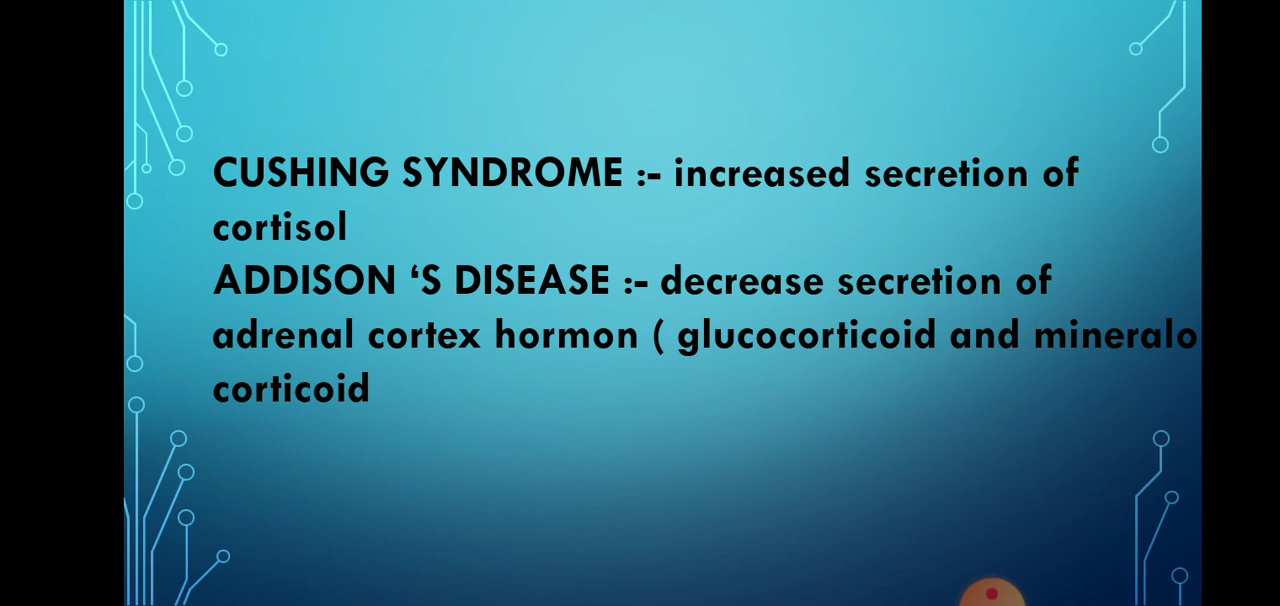 CUSHING SYNDROME :- increased secretion of
cortisol
ADDISON ‘S DISEASE :- decrease secretion of
adrenal cortex hormon ( glucocorticoid and mineralo
corticoid